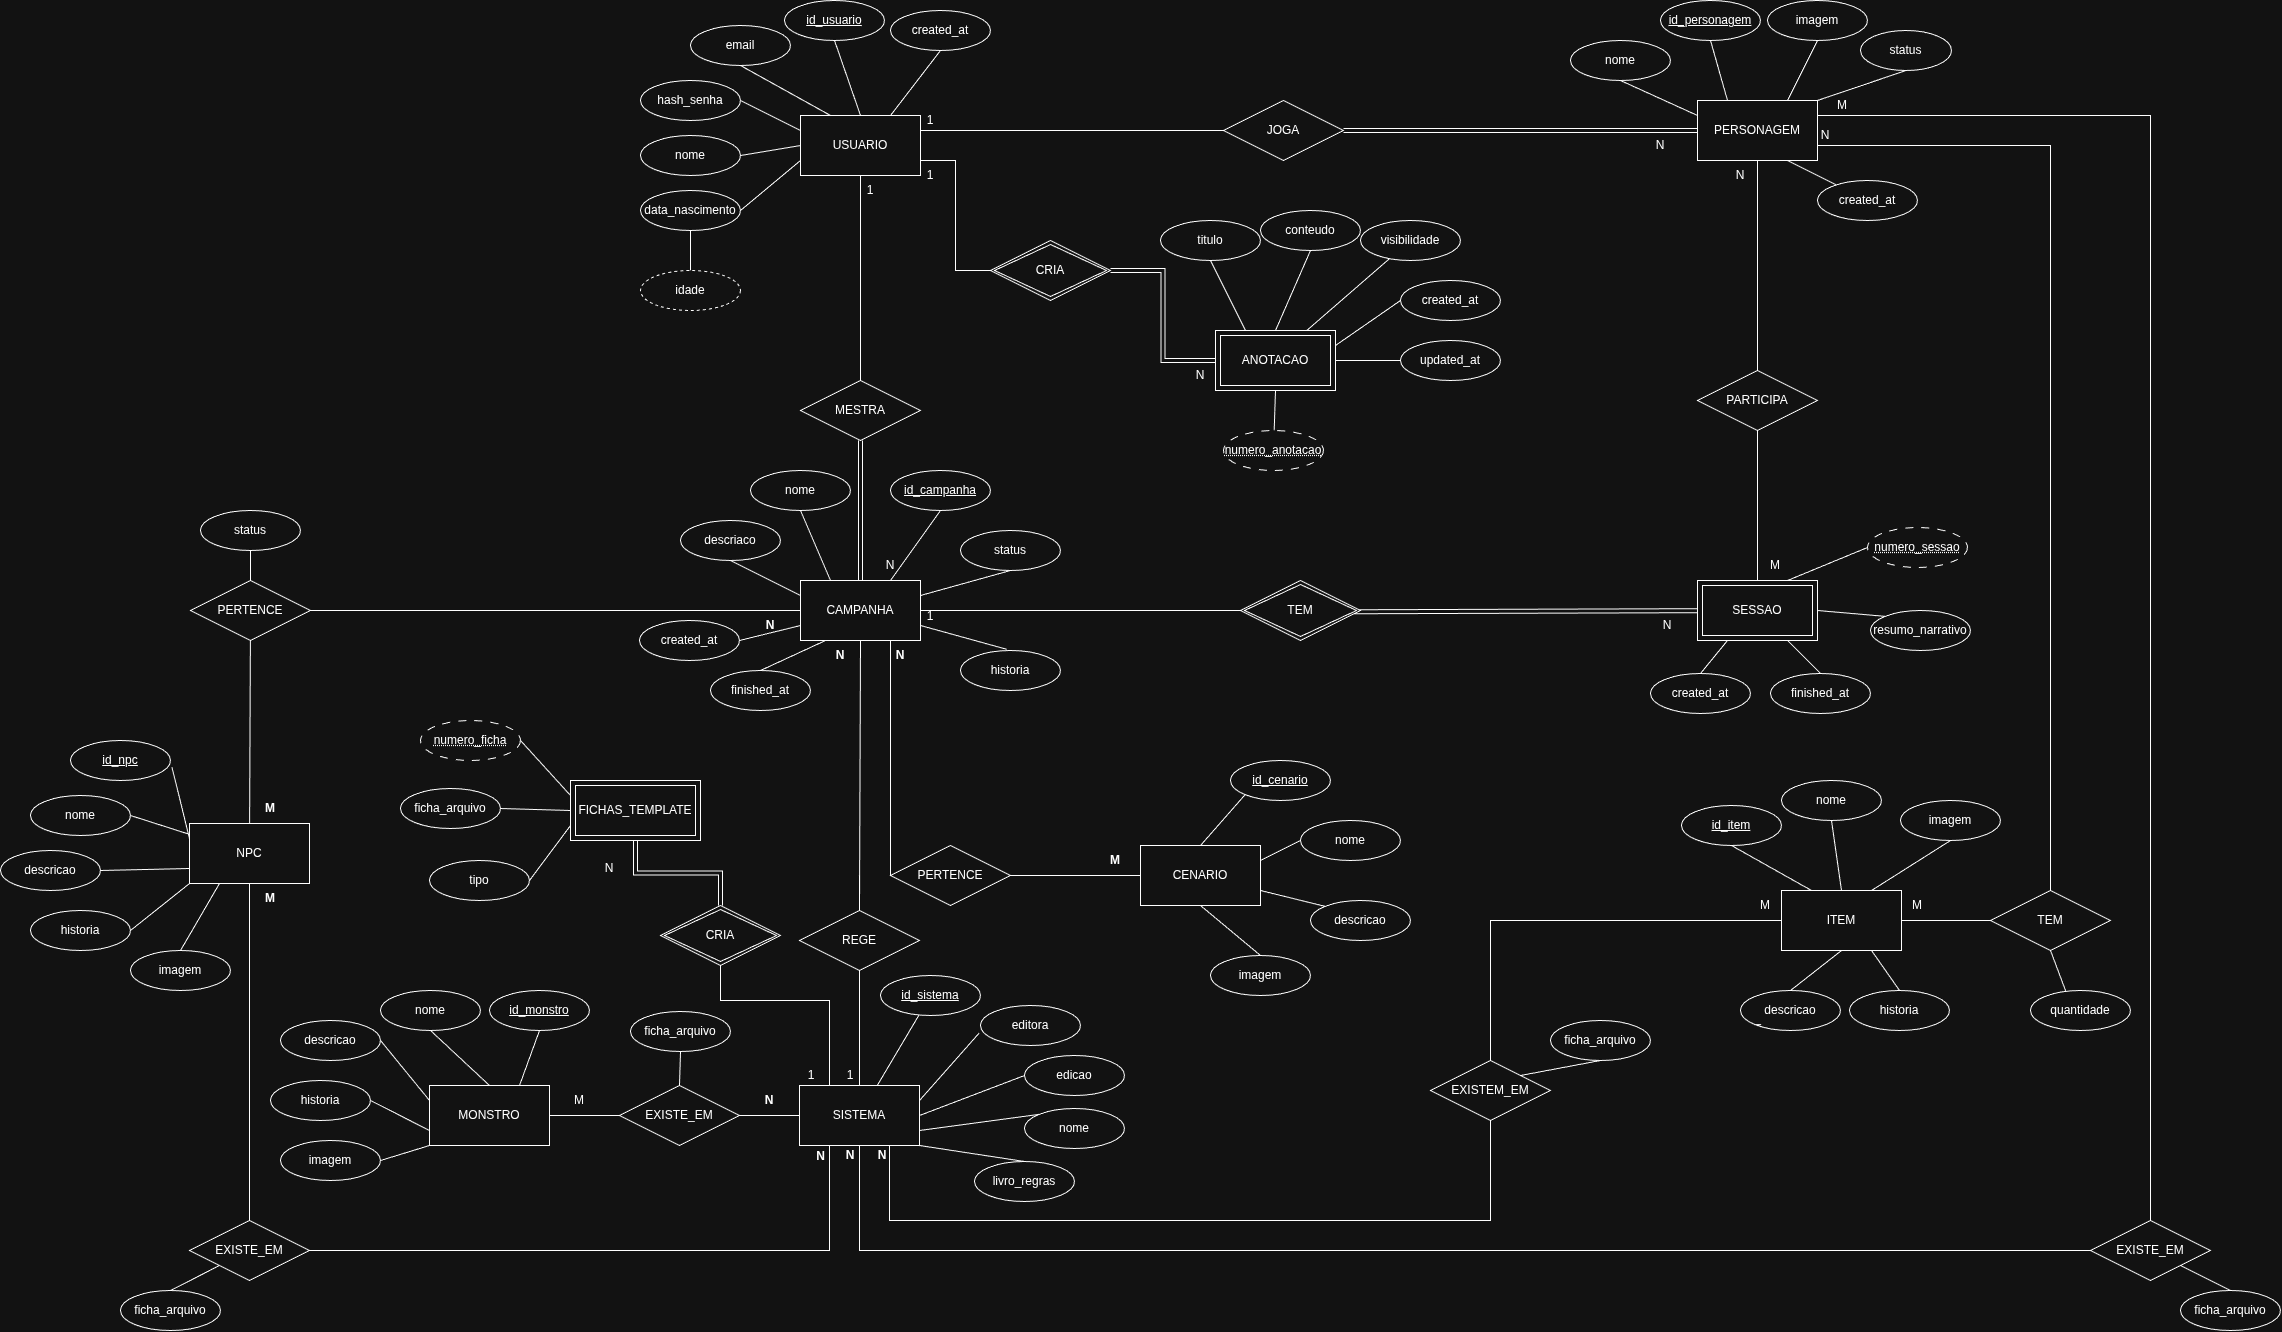 id_usuario
id_personagem
imagem
created_at
email
nome
status
hash_senha
1
M
USUARIO
JOGA
PERSONAGEM
N
nome
1
N
N
1
data_nascimento
created_at
titulo
conteudo
visibilidade
CRIA
idade
created_at
ANOTACAO
updated_at
N
MESTRA
PARTICIPA
numero_anotacao
nome
id_campanha
status
descriaco
status
numero_sessao
N
M
PERTENCE
CAMPANHA
1
TEM
SESSAO
N
N
created_at
resumo_narrativo
N
N
historia
finished_at
created_at
finished_at
numero_ficha
id_npc
id_cenario
nome
M
ficha_arquivo
FICHAS_TEMPLATE
nome
id_item
nome
imagem
NPC
N
nome
M
descricao
tipo
PERTENCE
CENARIO
M
M
M
historia
CRIA
REGE
descricao
ITEM
TEM
imagem
imagem
id_sistema
nome
id_monstro
editora
descricao
historia
quantidade
descricao
ficha_arquivo
ficha_arquivo
1
1
edicao
EXISTEM_EM
historia
M
N
MONSTRO
EXISTE_EM
SISTEMA
nome
imagem
N
N
N
livro_regras
EXISTE_EM
EXISTE_EM
ficha_arquivo
ficha_arquivo